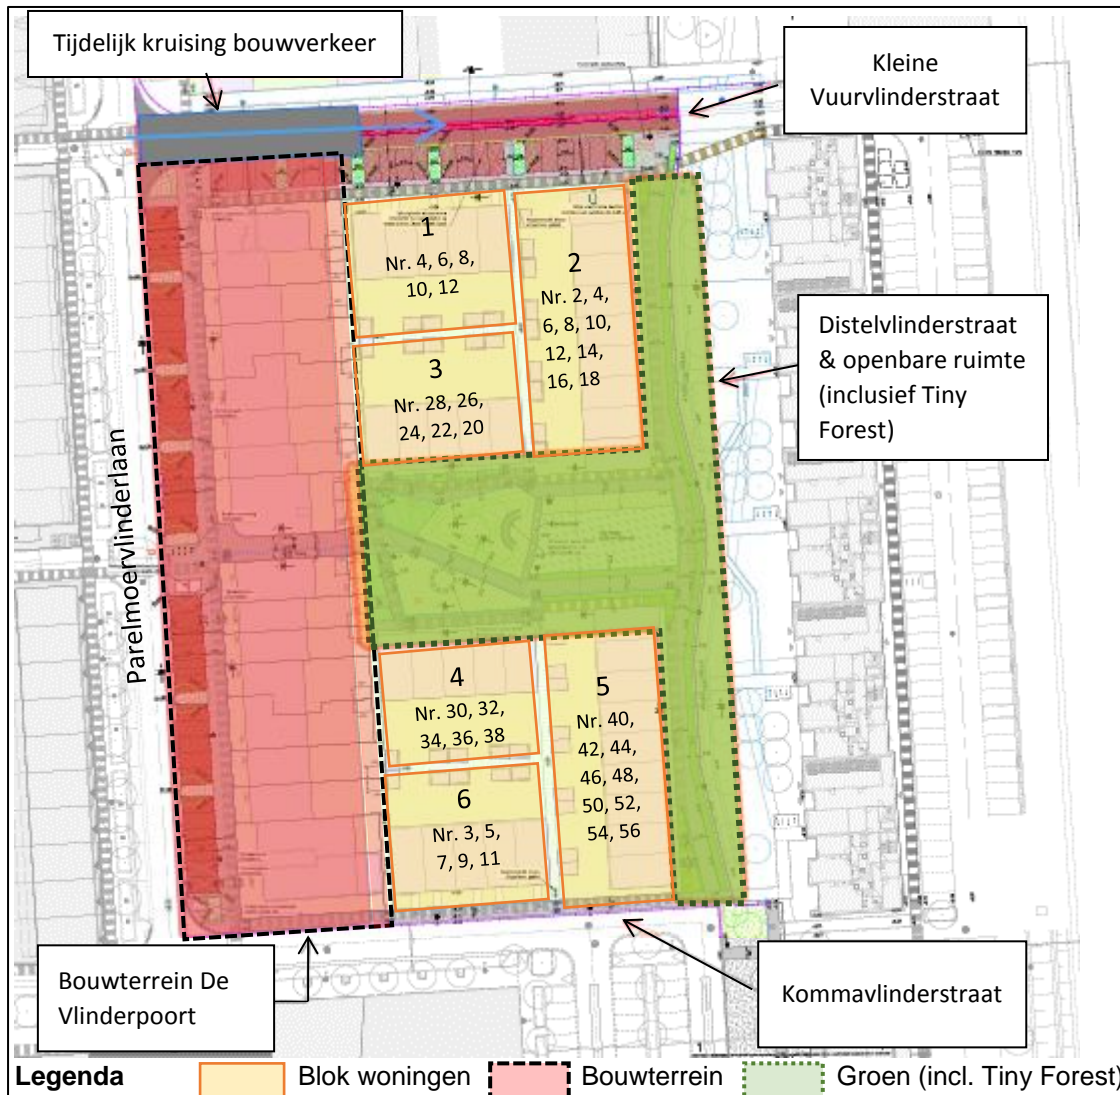 Tijdelijk kruising bouwverkeer
Kleine
Vuurvlinderstraat
1
Nr. 4, 6, 8,
10, 12
2
Nr. 2, 4,
6, 8, 10,
12, 14,
16, 18
3
Nr. 28, 26,
24, 22, 20
Distelvlinderstraat
& openbare ruimte
(inclusief Tiny
Forest)
Parelmoervlinderlaan
4
Nr. 30, 32,
34, 36, 38
5
Nr. 40,
42, 44,
46, 48,
50, 52,
54, 56
6
Nr. 3, 5,
7, 9, 11
Bouwterrein De
Vlinderpoort
Kommavlinderstraat
Legenda Blok woningen Bouwterrein Groen (incl. Tiny Forest)